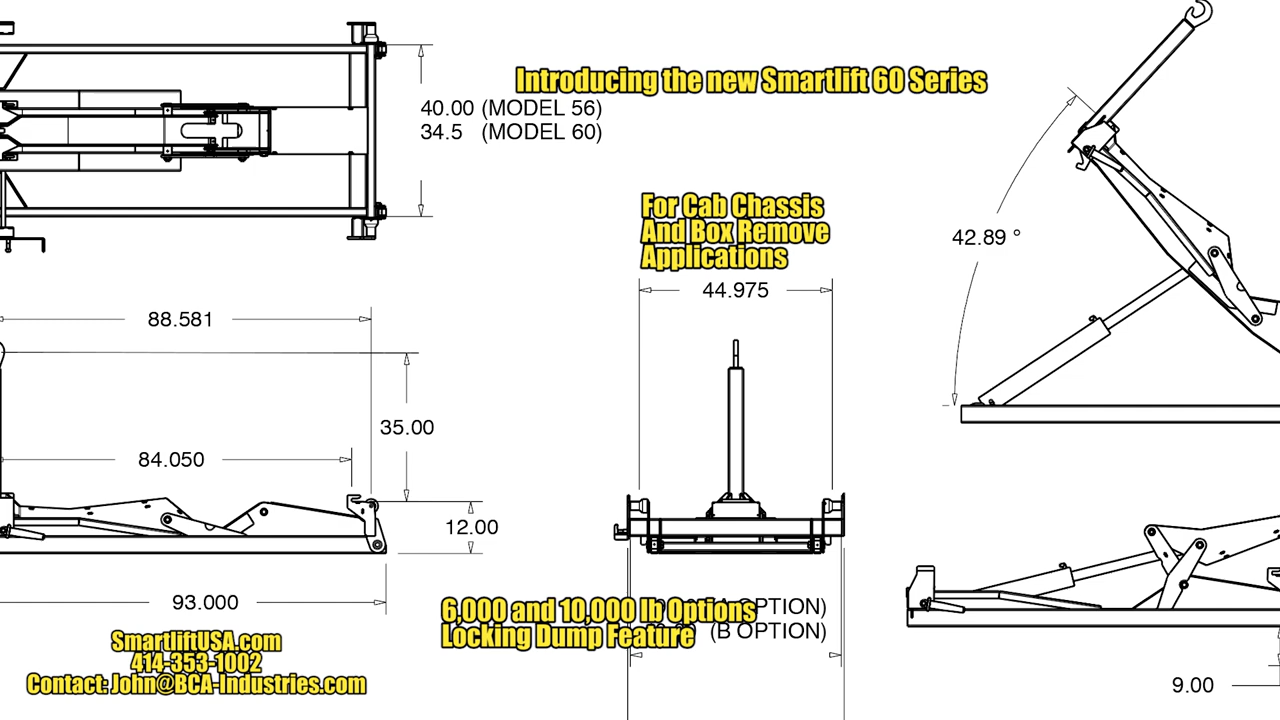 Introducing the new Smartlift 60 Series
40.00 (MODEL 56)
34.5 (MODEL 60)
For Cab Chassis
And Box Remove
Applications
42.89 °
44.975
88.581
35.00
84.050
12.00
93.000
6,000 and 10,000 lb Options
OPTION)
Locking Dump Feature
(B OPTION)
SmartliftUSA.com
414-353-1002
Contact: John@BCA-Industries.com
9.00